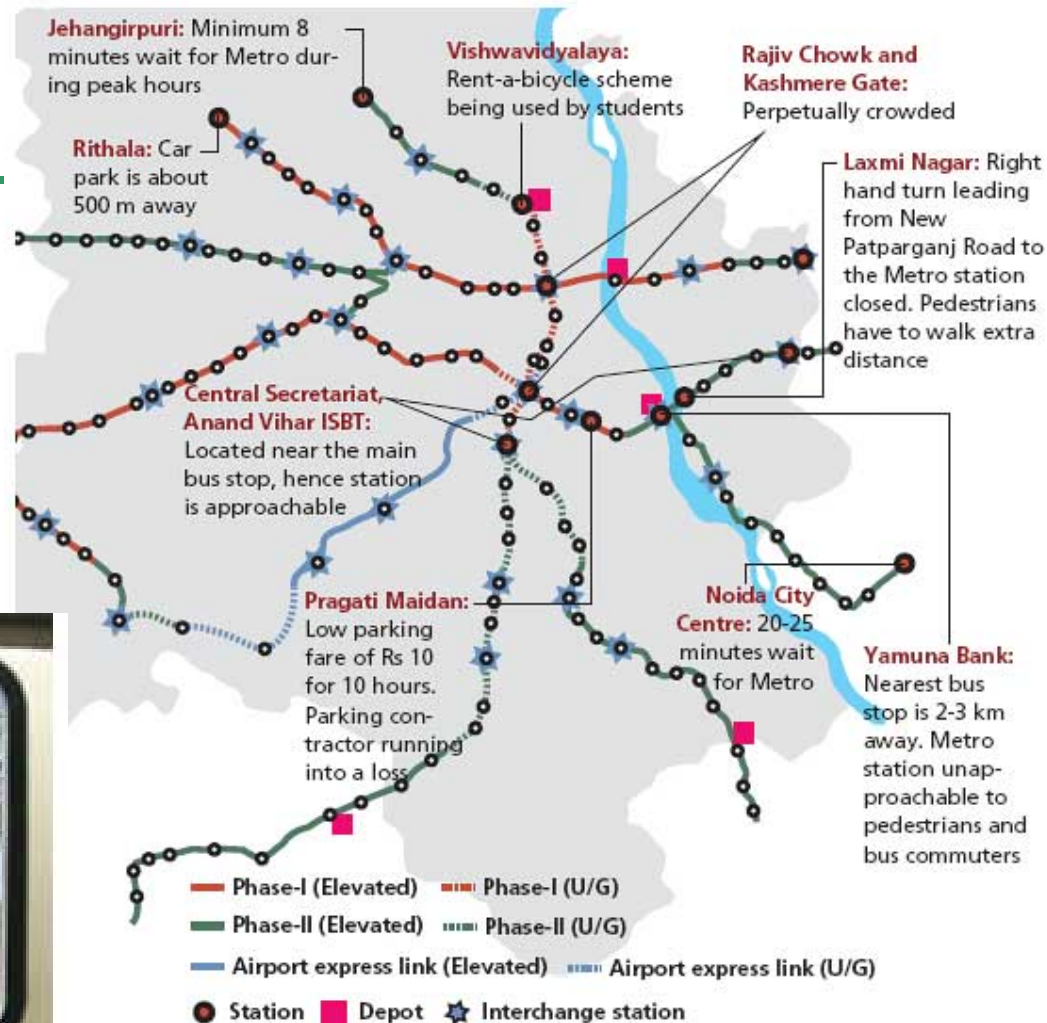 Jehangirpuri: Minimum 8
minutes wait for Metro dur-
ing peak hours
Vishwavidyalaya:
Rent-a-bicycle scheme
being used by students
Rajiv Chowk and
Kashmere Gate:
Perpetually crowded
Rithala: Car
park is about
500 m away
Laxmi Nagar: Right
hand turn leading
from New
Patparganj Road to
the Metro station
closed. Pedestrians
have to walk extra
distance
Central Secretariat,
Anand Vihar ISBT:
Located near the main
bus stop, hence station
is approachable
Pragati Maidan:
Low parking
fare of Rs 10
for 10 hours.
Parking con-
tractor running
into a loss
Noida City
Centre: 20-25
minutes wait
for Metro
Yamuna Bank:
Nearest bus
stop is 2-3 km
away. Metro
station unap-
proachable to
pedestrians and
bus commuters
Phase-I (Elevated) Phase-I (U/G)
Phase-II (Elevated) Phase-II (U/G)
Airport express link (Elevated) Airport express link (U/G)
Station Depot Interchange station